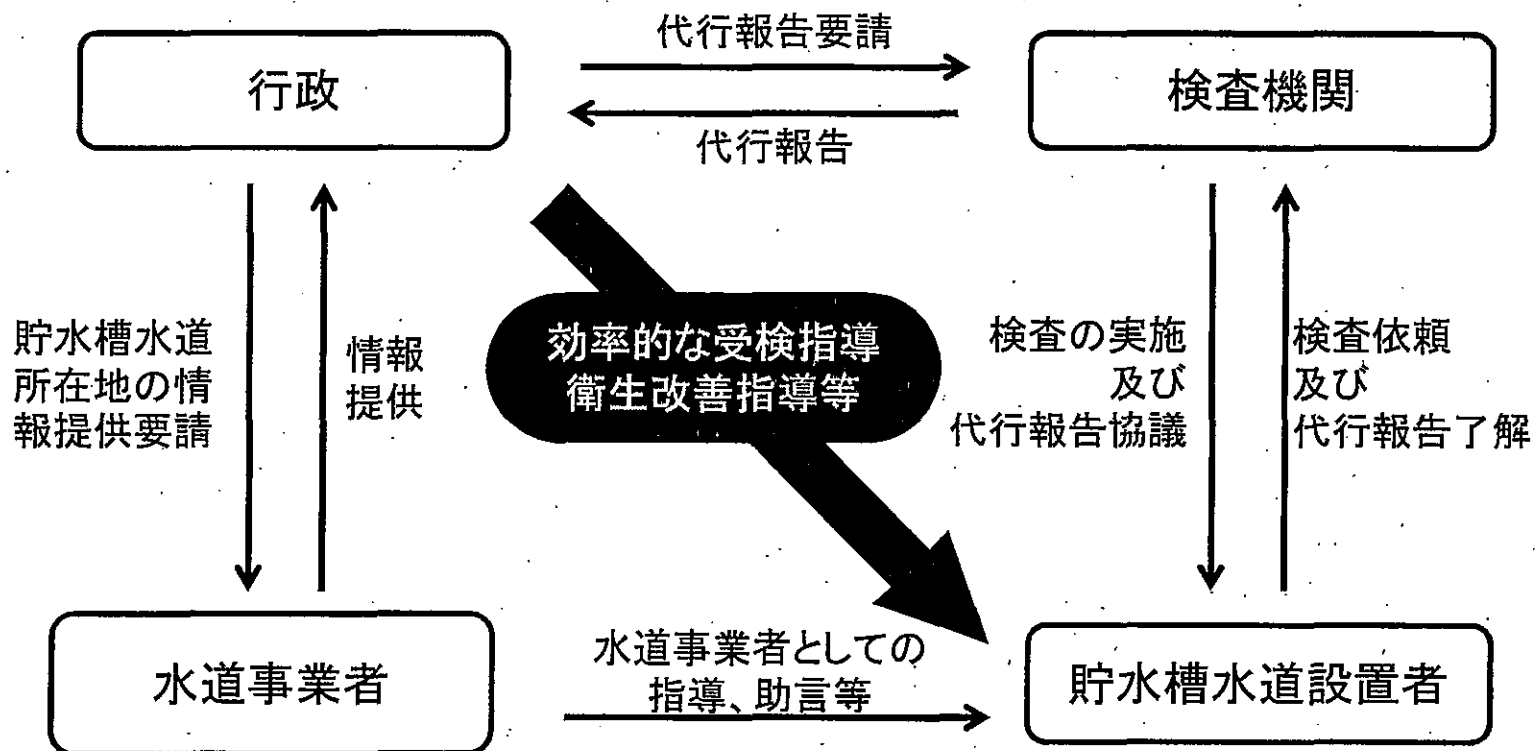 代行報告要請
行政
検査機関
代行報告
貯水槽水道
所在地の情
報提供要請
情報
提供
効率的な受検指導
衛生改善指導等
検査の実施
及び
代行報告協議
検査依頼
及び
代行報告了解
水道事業者
水道事業者としての
指導、助言等
貯水槽水道設置者